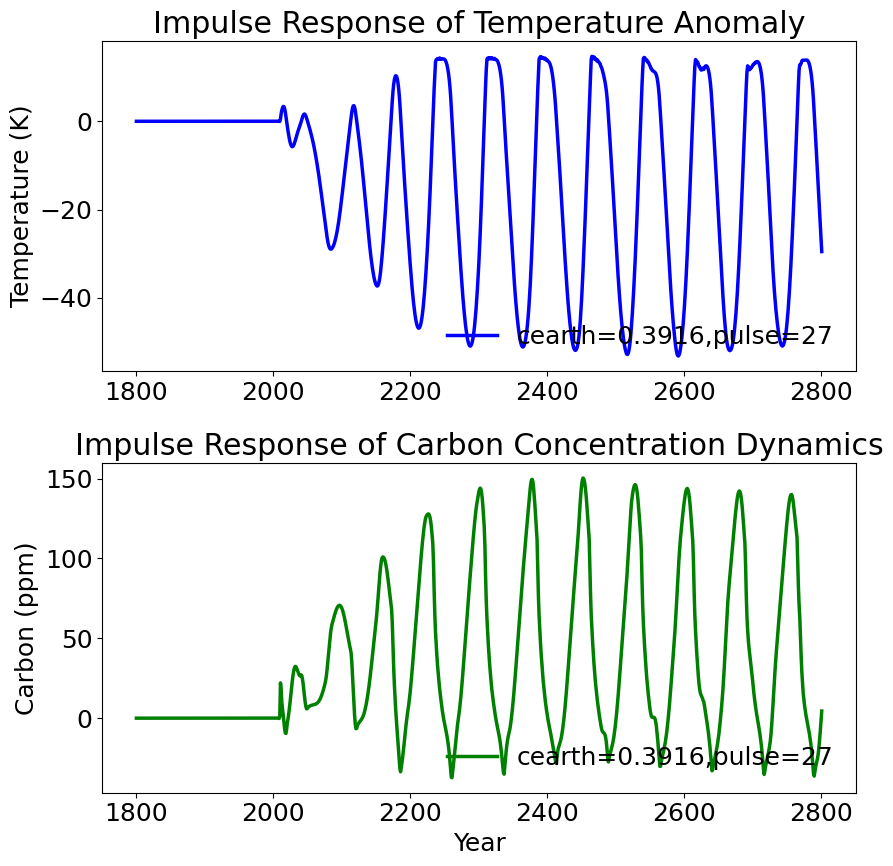 Impulse Response of Temperature Anomaly
Temperature (K)
0
−20
−40
cearth=0.3916,pulse=27
1800 2000 2200 2400 2600 2800
Impulse Response of Carbon Concentration Dynamics
Carbon (ppm)
150
100
50
0
cearth=0.3916,pulse=27
1800 2000 2200 2400 2600 2800
Year